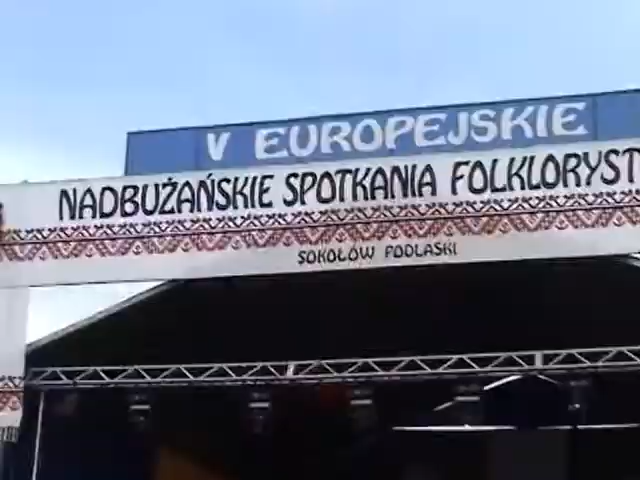 V EUROPEJSKIE
NADBUŻAŃSKIE SPOTKANIA FOLKLORYST
SOKOŁÓW PODLASKI